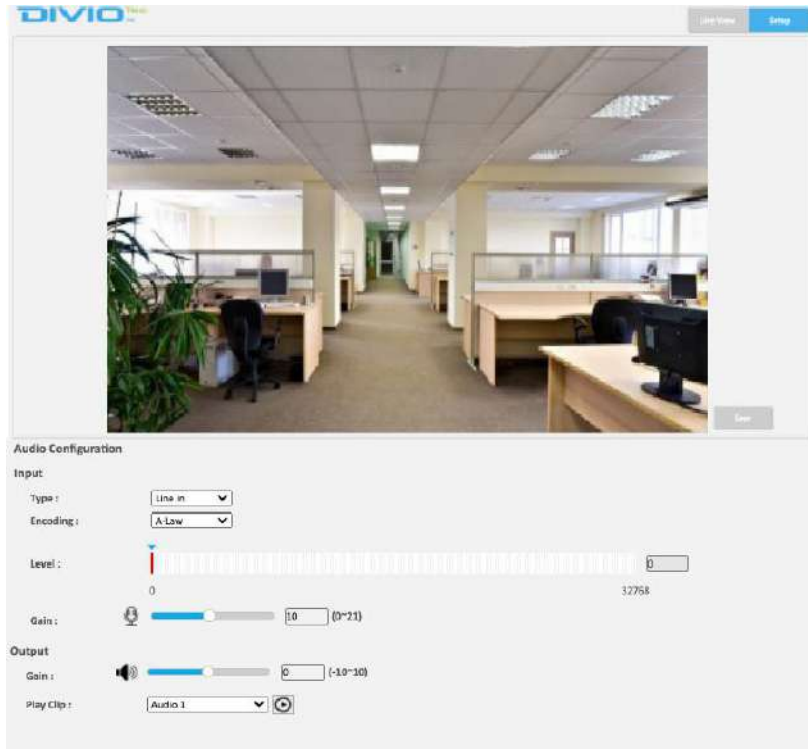 DIVIO
Live View
Setup
Save
Audio Configuration
Input
Type :
Line in
Encoding :
A-Law
Level :
0
0
32768
Gain :
10
(0~21)
Output
Gain :
0
(-10~10)
Play Clip :
Audio 1